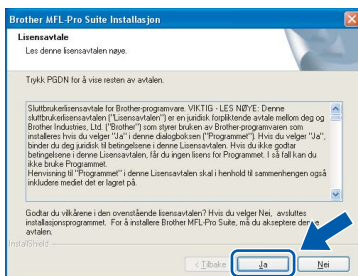 Brother MFL-Pro Suite Installasjon
Lisensavtale
Les denne lisensavtalen nøye.
Trykk PGDN for å vise resten av avtalen.
Sluttbrukerlisensavtale for Brother-programvare. VIKTIG - LES NØYE: Denne
sluttbrukerlisensavtalen ("Lisensavtalen") er en juridisk forpliktende avtale mellom deg og
Brother Industries, Ltd. ("Brother") som styrer bruken av Brother-programvaren som
installeres hvis du velger "Ja" i denne dialogboksen ("Programmet"). Hvis du velger "Ja",
binder du deg juridisk til betingelsene i denne Lisensavtalen. Hvis du ikke godtar
betingelsene i denne Lisensavtalen, får du ingen lisens for Programmet. I så fall kan du
ikke bruke Programmet.
Henvisning til "Programmet" i denne Lisensavtalen skal i henhold til sammenhengen også
inkludere mediet det er lagret på.
Godtar du vilkårene i den ovenstående lisensavtalen? Hvis du velger Nei, avsluttes
installasjonsprogrammet. For å installere Brother MFL-Pro Suite, må du akseptere denne
avtalen.
InstallShield
< Tilbake Ja Nei